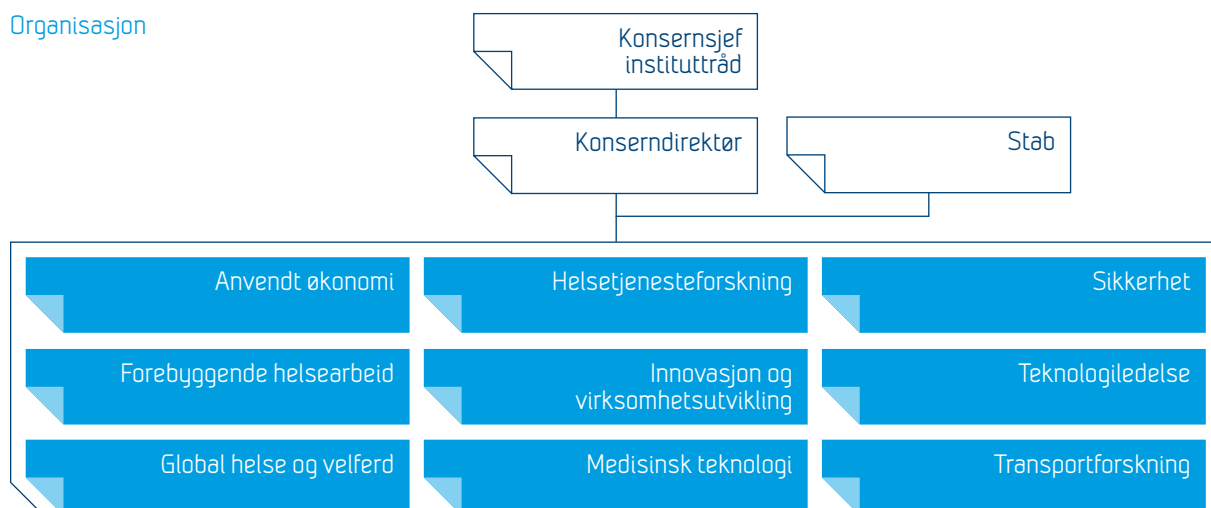 Organisasjon
Konsernsjef
instituttråd
Konserndirektør
Stab
Anvendt økonomi
Helsetjenesteforskning
Sikkerhet
Forebyggende helsearbeid
Innovasjon og
virksomhetsutvikling
Teknologiledelse
Global helse og velferd
Medisinsk teknologi
Transportforskning